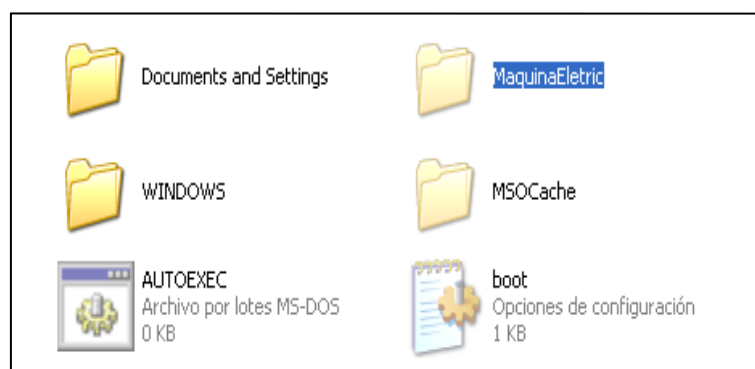 Documents and Settings
MaquinaEletric
WINDOWS
MSOCache
AUTOEXEC
Archivo por lotes MS-DOS
0 KB
boot
Opciones de configuración
1 KB